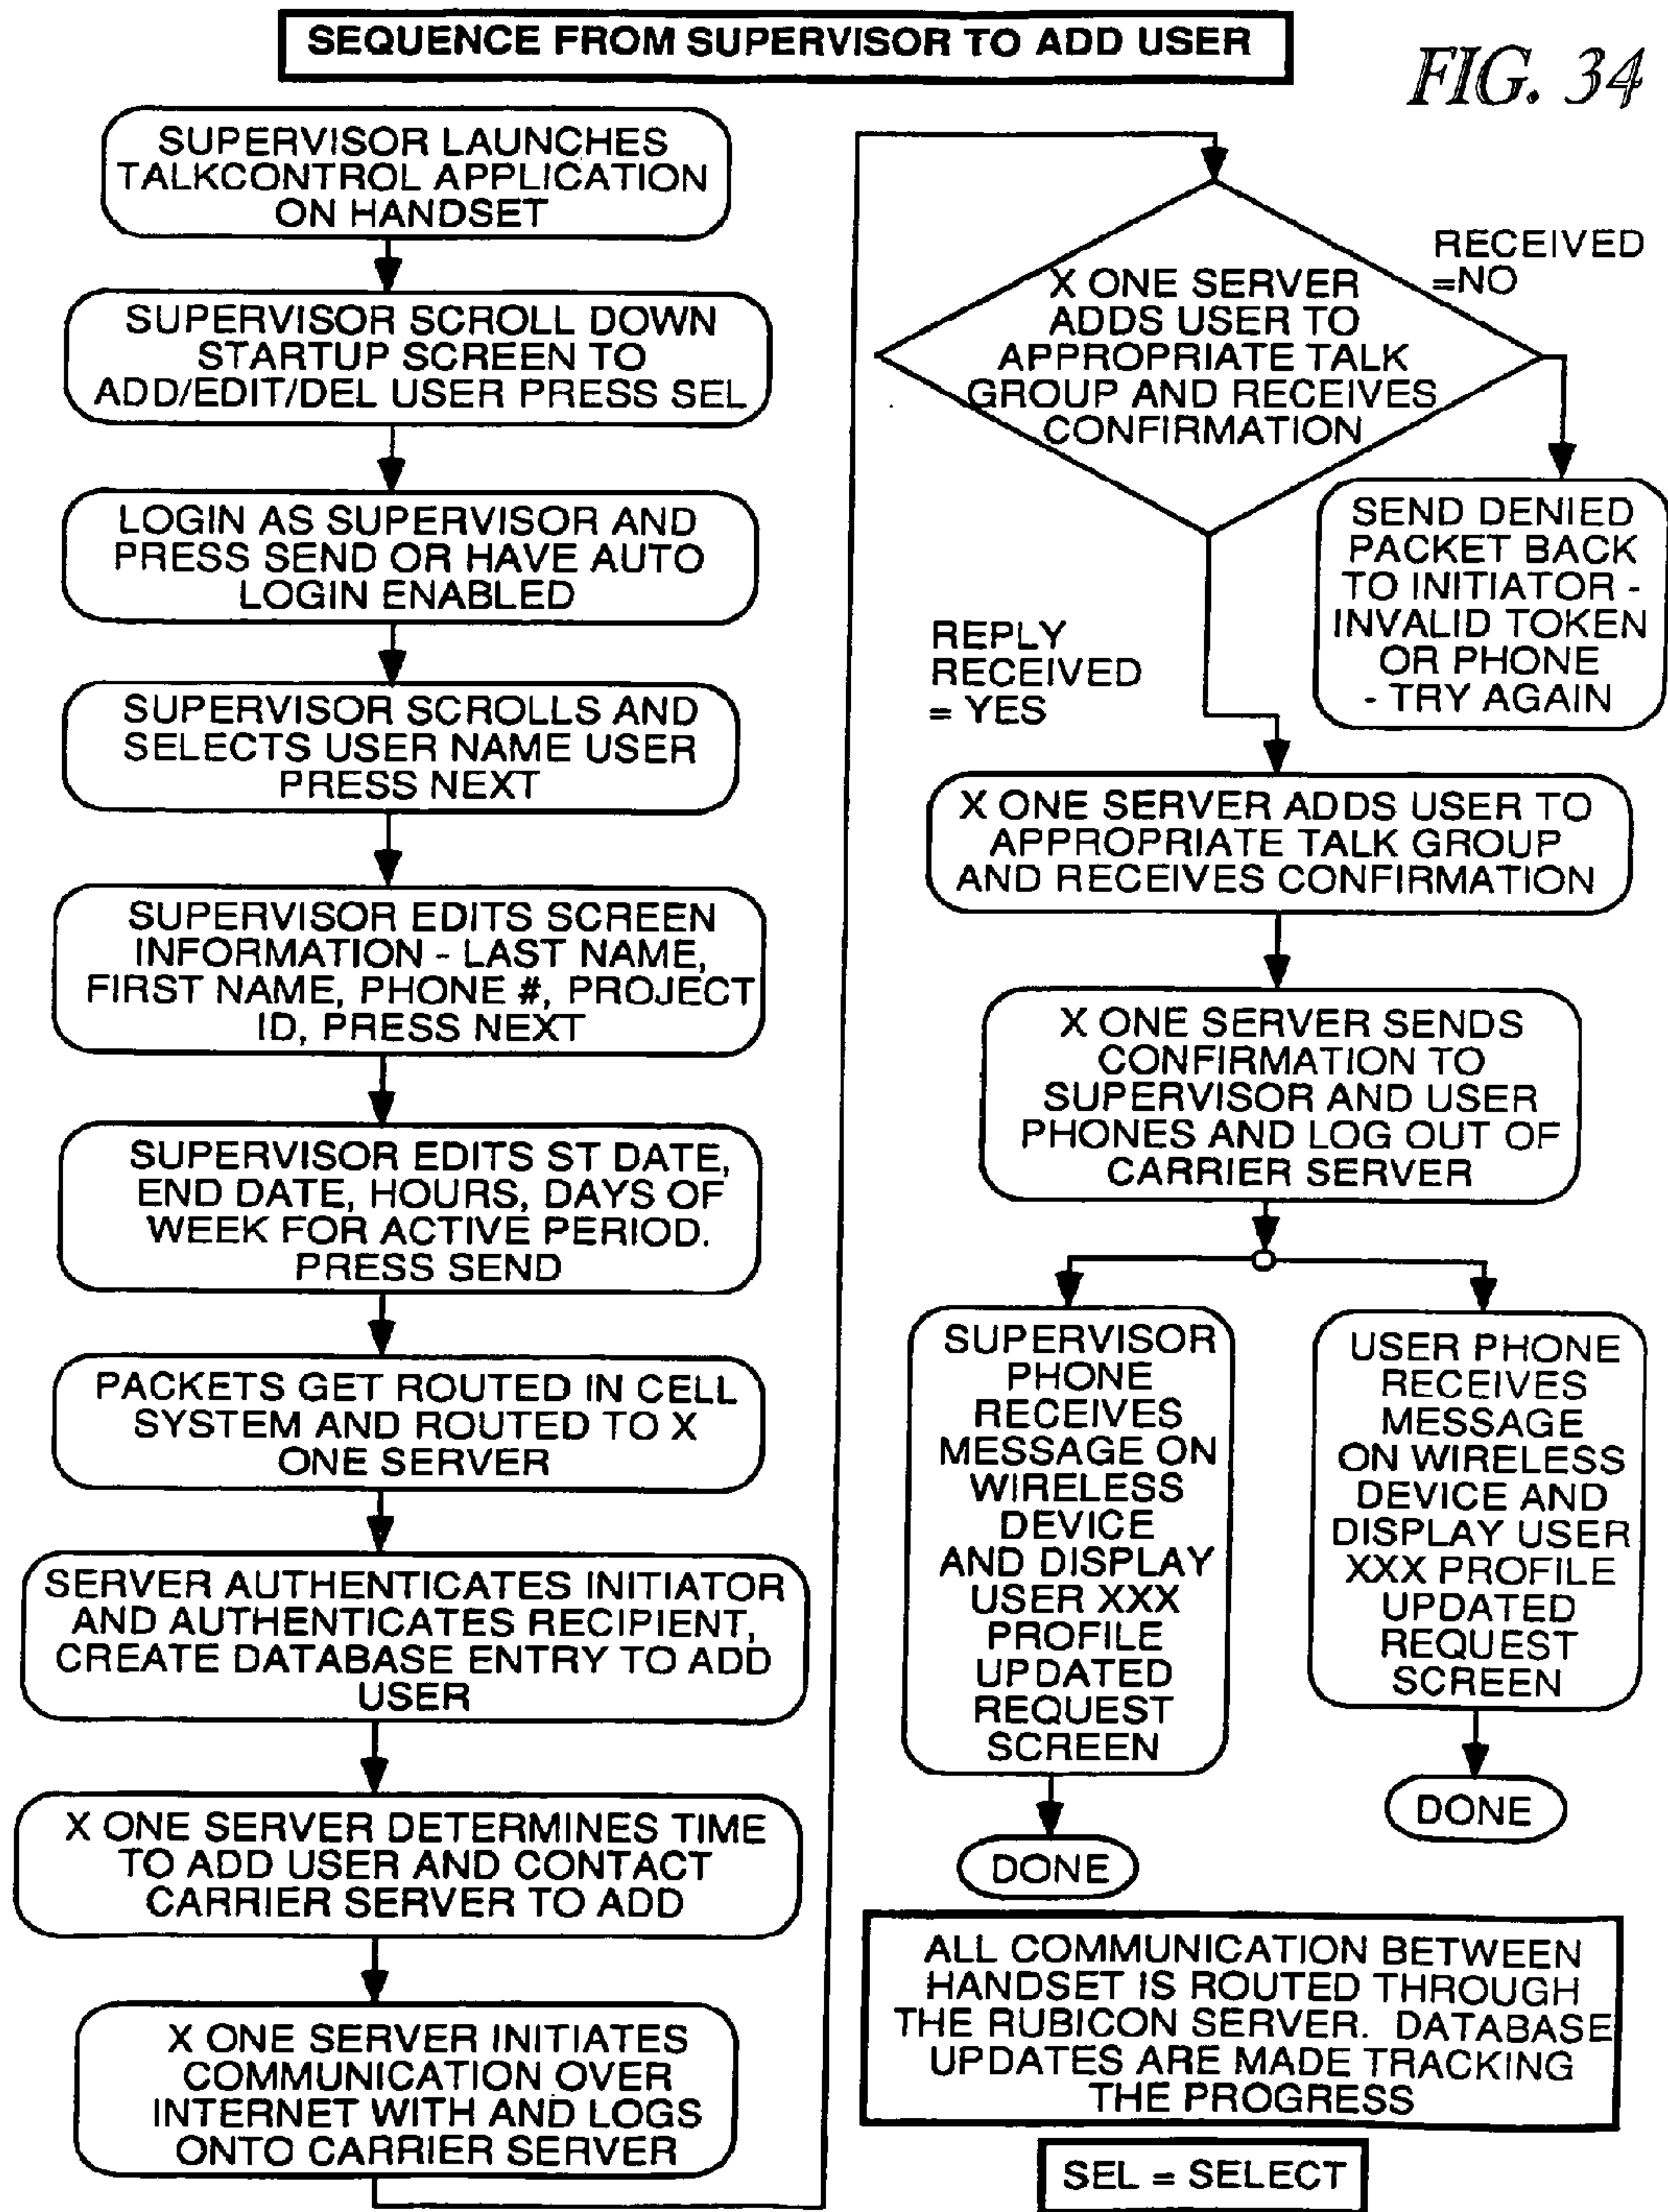 SEQUENCE FROM SUPERVISOR TO ADD USER
FIG. 34
SUPERVISOR LAUNCHES
TALKCONTROL APPLICATION
ON HANDSET
SUPERVISOR SCROLL DOWN
STARTUP SCREEN TO
ADD/EDIT/DEL USER PRESS SEL
LOGIN AS SUPERVISOR AND
PRESS SEND OR HAVE AUTO
LOGIN ENABLED
SUPERVISOR SCROLLS AND
SELECTS USER NAME USER
PRESS NEXT
SUPERVISOR EDITS SCREEN
INFORMATION - LAST NAME,
FIRST NAME, PHONE #, PROJECT
ID, PRESS NEXT
SUPERVISOR EDITS ST DATE,
END DATE, HOURS, DAYS OF
WEEK FOR ACTIVE PERIOD.
PRESS SEND
PACKETS GET ROUTED IN CELL
SYSTEM AND ROUTED TO X
ONE SERVER
SERVER AUTHENTICATES INITIATOR
AND AUTHENTICATES RECIPIENT,
CREATE DATABASE ENTRY TO ADD
USER
X ONE SERVER DETERMINES TIME
TO ADD USER AND CONTACT
CARRIER SERVER TO ADD
X ONE SERVER INITIATES
COMMUNICATION OVER
INTERNET WITH AND LOGS
ONTO CARRIER SERVER
X ONE SERVER
ADDS USER TO
APPROPRIATE TALK
GROUP AND RECEIVES
CONFIRMATION
RECEIVED
=NO
SEND DENIED
PACKET BACK
TO INITIATOR -
INVALID TOKEN
OR PHONE
- TRY AGAIN
REPLY
RECEIVED
= YES
X ONE SERVER ADDS USER TO
APPROPRIATE TALK GROUP
AND RECEIVES CONFIRMATION
X ONE SERVER SENDS
CONFIRMATION TO
SUPERVISOR AND USER
PHONES AND LOG OUT OF
CARRIER SERVER
SUPERVISOR
PHONE
RECEIVES
MESSAGE ON
WIRELESS
DEVICE
AND DISPLAY
USER XXX
PROFILE
UPDATED
REQUEST
SCREEN
DONE
USER PHONE
RECEIVES
MESSAGE
ON WIRELESS
DEVICE AND
DISPLAY USER
XXX PROFILE
UPDATED
REQUEST
SCREEN
DONE
ALL COMMUNICATION BETWEEN
HANDSET IS ROUTED THROUGH
THE RUBICON SERVER. DATABASE
UPDATES ARE MADE TRACKING
THE PROGRESS
SEL = SELECT